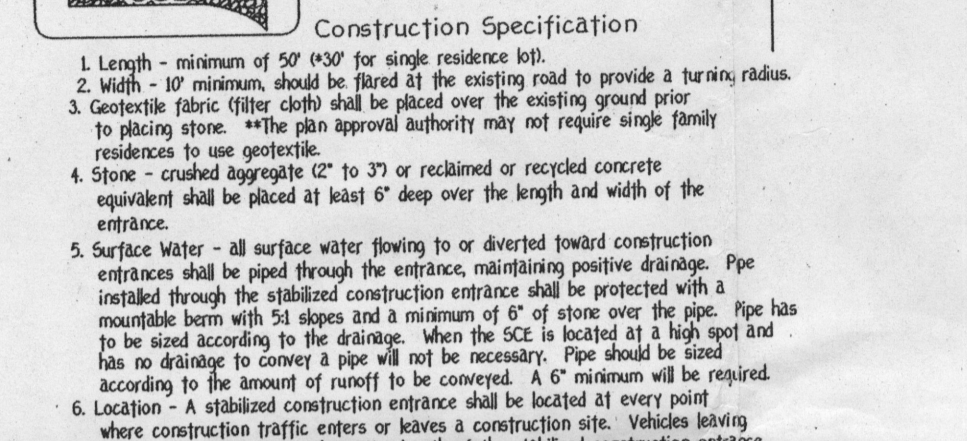 Construction Specification
1. Length - minimum of 50' (*30' for single residence lot).
2. Width - 10' minimum, should be flared at the existing road to provide a turning radius.
3. Geotextile fabric (filter cloth) shall be placed over the existing ground prior
to placing stone. **The plan approval authority may not require single family
residences to use geotextile.
4. Stone - crushed aggregate (2" to 3") or reclaimed or recycled concrete
equivalent shall be placed at least 6" deep over the length and width of the
entrance.
5. Surface Water - all surface water flowing to or diverted toward construction
entrances shall be piped through the entrance, maintaining positive drainage. Ppe
installed through the stabilized construction entrance shall be protected with a
mountable berm with 5:1 slopes and a minimum of 6" of stone over the pipe. Pipe has
to be sized according to the drainage. When the SCE is located at a high spot and
has no drainage to convey a pipe will not be necessary. Pipe should be sized
according to the amount of runoff to be conveyed. A 6" minimum will be required.
6. Location - A stabilized construction entrance shall be located at every point
where construction traffic enters or leaves a construction site. Vehicles leaving
construction entrance